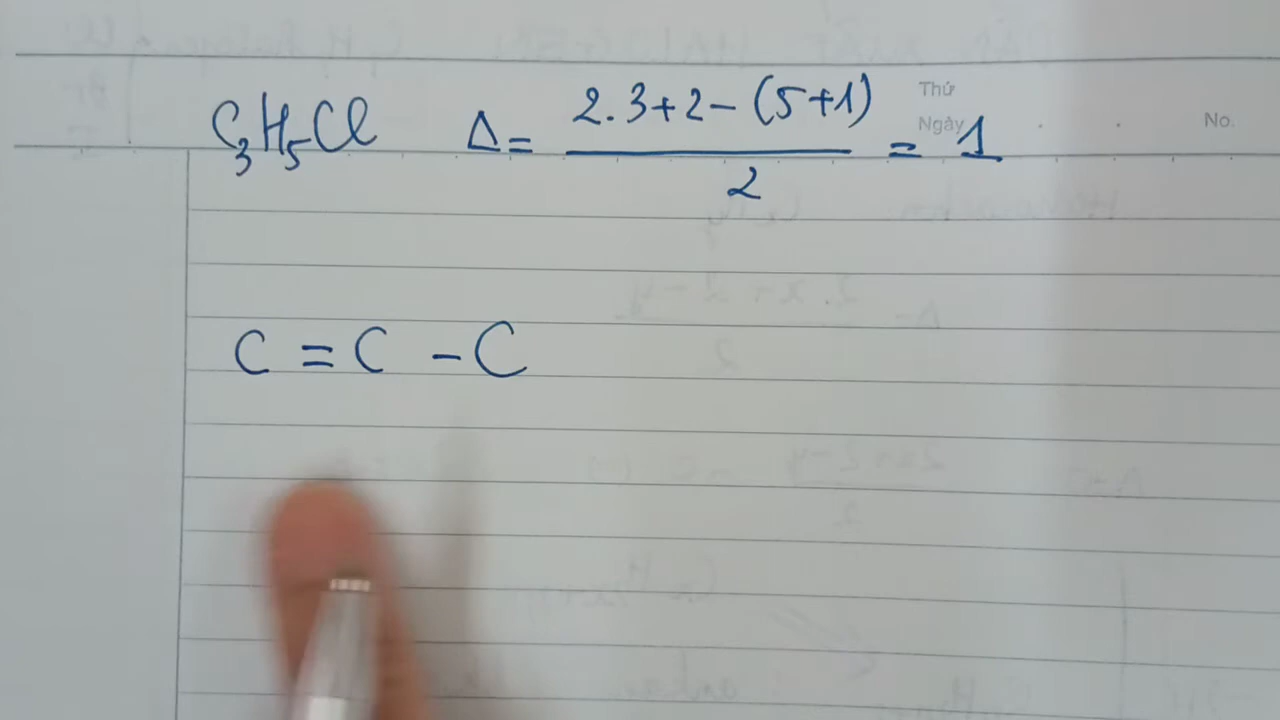 C₃H₅Cl Δ = (2.3+2-(5+1))/2 = 1
Thứ
Ngày
No.
C = C - C